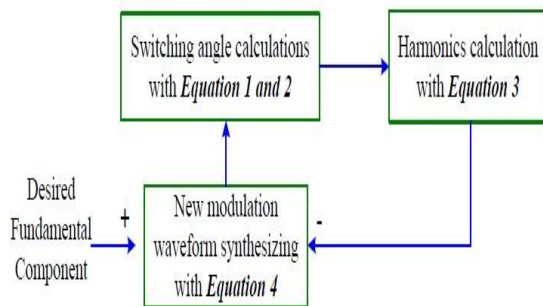 Switching angle calculations
with Equation 1 and 2
Harmonics calculation
with Equation 3
Desired
Fundamental
Component
+
New modulation
waveform synthesizing
with Equation 4
-